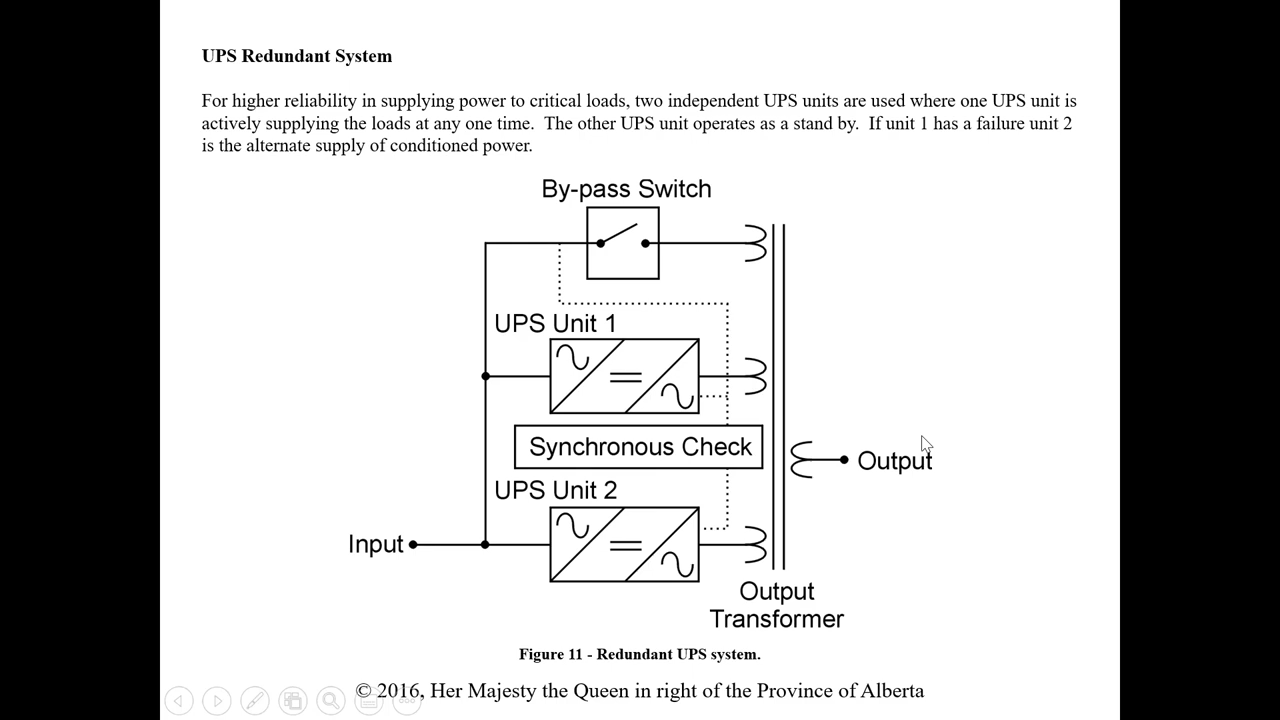 UPS Redundant System
For higher reliability in supplying power to critical loads, two independent UPS units are used where one UPS unit is
actively supplying the loads at any one time.  The other UPS unit operates as a stand by.  If unit 1 has a failure unit 2
is the alternate supply of conditioned power.
By-pass Switch
UPS Unit 1
Synchronous Check
Output
UPS Unit 2
Input
Output
Transformer
Figure 11 - Redundant UPS system.
© 2016, Her Majesty the Queen in right of the Province of Alberta